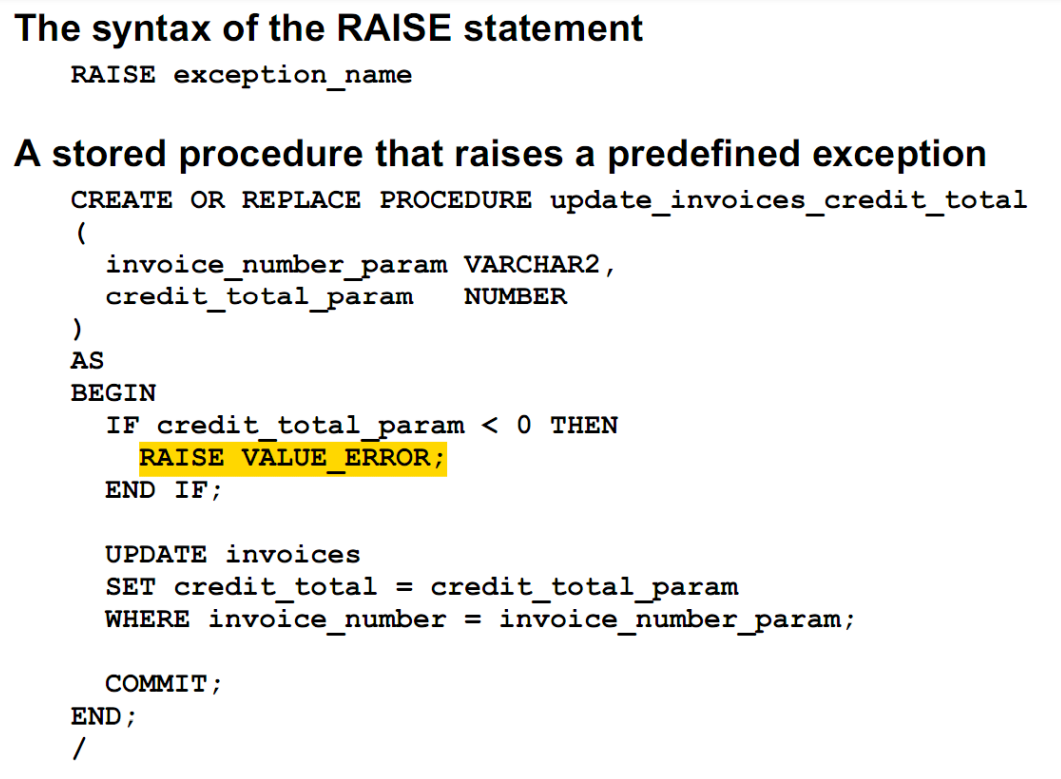 The syntax of the RAISE statement
RAISE exception_name
A stored procedure that raises a predefined exception
CREATE OR REPLACE PROCEDURE update_invoices_credit_total
(
invoice_number_param VARCHAR2,
credit_total_param NUMBER
)
AS
BEGIN
IF credit_total_param < 0 THEN
RAISE VALUE_ERROR;
END IF;
UPDATE invoices
SET credit_total = credit_total_param
WHERE invoice_number = invoice_number_param;
COMMIT;
END;
/